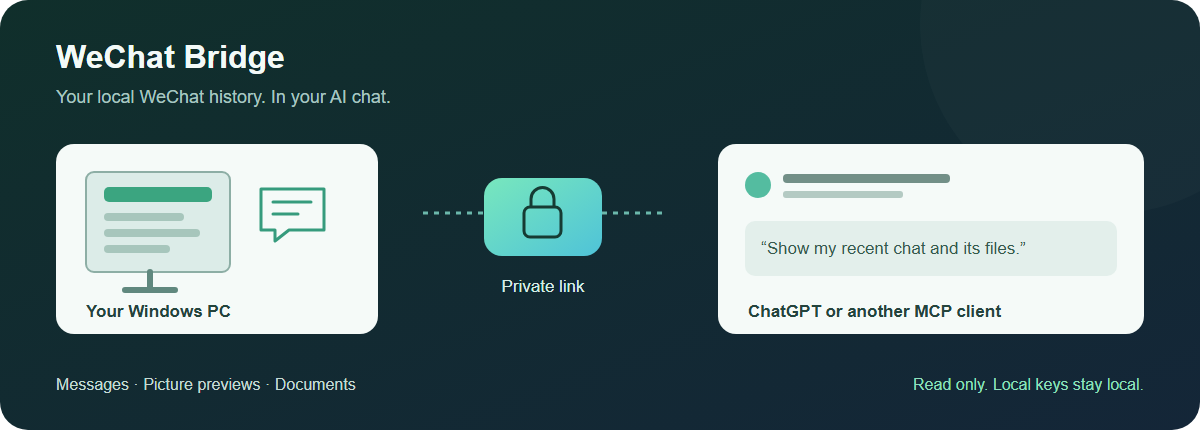 WeChat Bridge
Your local WeChat history. In your AI chat.
Your Windows PC
Private link
“Show my recent chat and its files.”
ChatGPT or another MCP client
Messages · Picture previews · Documents
Read only. Local keys stay local.